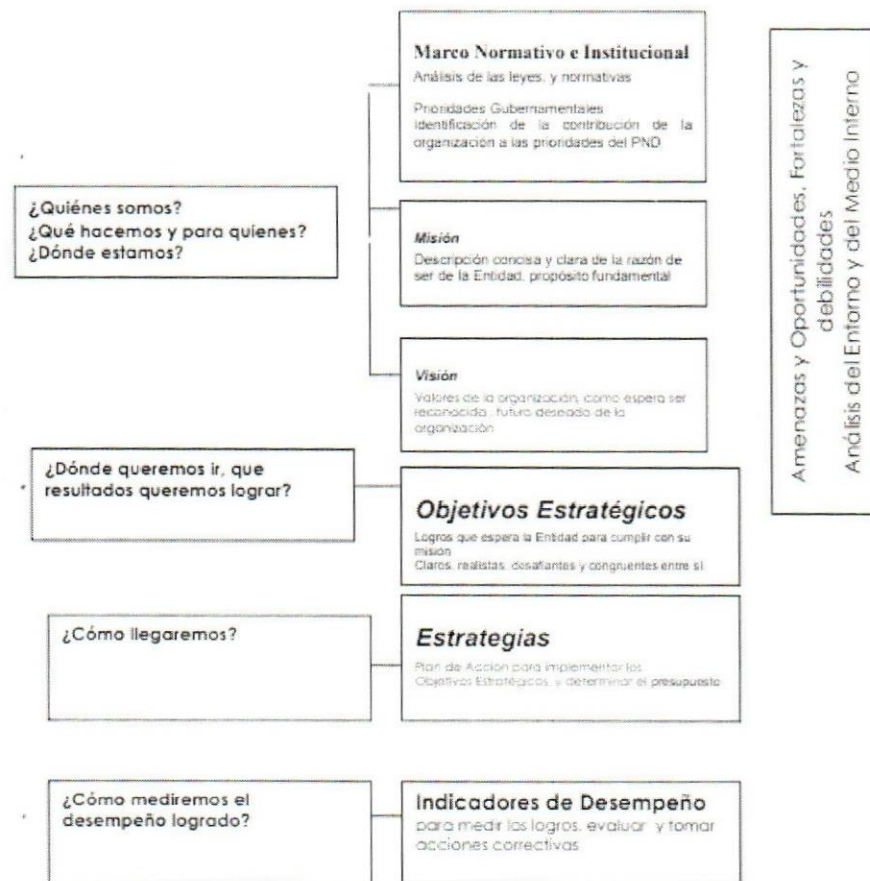 Marco Normativo e Institucional
Análisis de las leyes, y normativas
Prioridades Gubernamentales
identificación de la contribución de la
organización a las prioridades del PND
¿Quiénes somos?
¿Qué hacemos y para quienes?
¿Dónde estamos?
Misión
Descripción concisa y clara de la razón de
ser de la Entidad, propósito fundamental
Visión
Valores de la organización, como espera ser
reconocida, futuro deseado de la
organización
¿Dónde queremos ir, que
resultados queremos lograr?
Objetivos Estratégicos
Logros que espera la Entidad para cumplir con su
misión
Claros, realistas, desafiantes y congruentes entre sí.
¿Cómo llegaremos?
Estrategias
Plan de Acción para implementar los
Objetivos Estratégicos, y determinar el presupuesto
¿Cómo mediremos el
desempeño logrado?
Indicadores de Desempeño
para medir los logros, evaluar y tomar
acciones correctivas
Amenazas y Oportunidades, Fortalezas y
debilidades
Análisis del Entorno y del Medio Interno